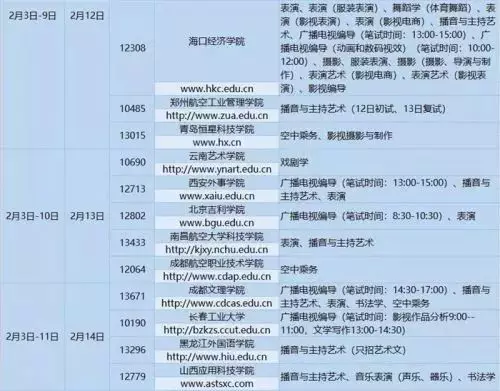 2月3日-9日
2月12日
12308
海口经济学院
www.hkc.edu.cn
表演、表演（服装表演）、舞蹈学（体育舞蹈）、表
演（影视表演）、表演（影视电商）、播音与主持艺
术、广播电视编导（笔试时间：13:00-15:00）、广
播电视编导（动画和数码视效）（笔试时间：10:00-
12:00）、摄影、服装表演、摄影（摄影、导演与制
作）、表演艺术（影视电商）、表演艺术（影视表
演）、影视编导
10485
郑州航空工业管理学院
http://www.zua.edu.cn
播音与主持艺术（12日初试、13日复试）
13015
青岛恒星科技学院
www.hx.cn
空中乘务、影视摄影与制作
2月3日-10日
2月13日
10690
云南艺术学院
http://www.ynart.edu.cn
戏剧学
12713
西安外事学院
www.xaiu.edu.cn
广播电视编导（笔试时间：13:00-15:00）、播音与
主持艺术、表演
12802
北京吉利学院
www.bgu.edu.cn
广播电视编导（笔试时间：8:30-10:30）、表演
13433
南昌航空大学科技学院
http://kjxy.nchu.edu.cn
表演、播音与主持艺术
12064
成都航空职业技术学院
http://www.cdap.edu.cn
空中乘务
2月3日-11日
2月14日
13671
成都文理学院
http://www.cdcas.edu.cn
广播电视编导（笔试时间：14:30-17:00）、播音与
主持艺术、表演、书法学、空中乘务
10190
长春工业大学
http://bzkzs.ccut.edu.cn
广播电视编导（笔试时间：影视作品分析9:00--
11:00、文学写作13:00-14:30）
13296
黑龙江外国语学院
http://www.hiu.edu.cn
播音与主持艺术（只招艺术文）
12779
山西应用科技学院
www.astsxc.com
播音与主持艺术、音乐表演（声乐、器乐）、书法学